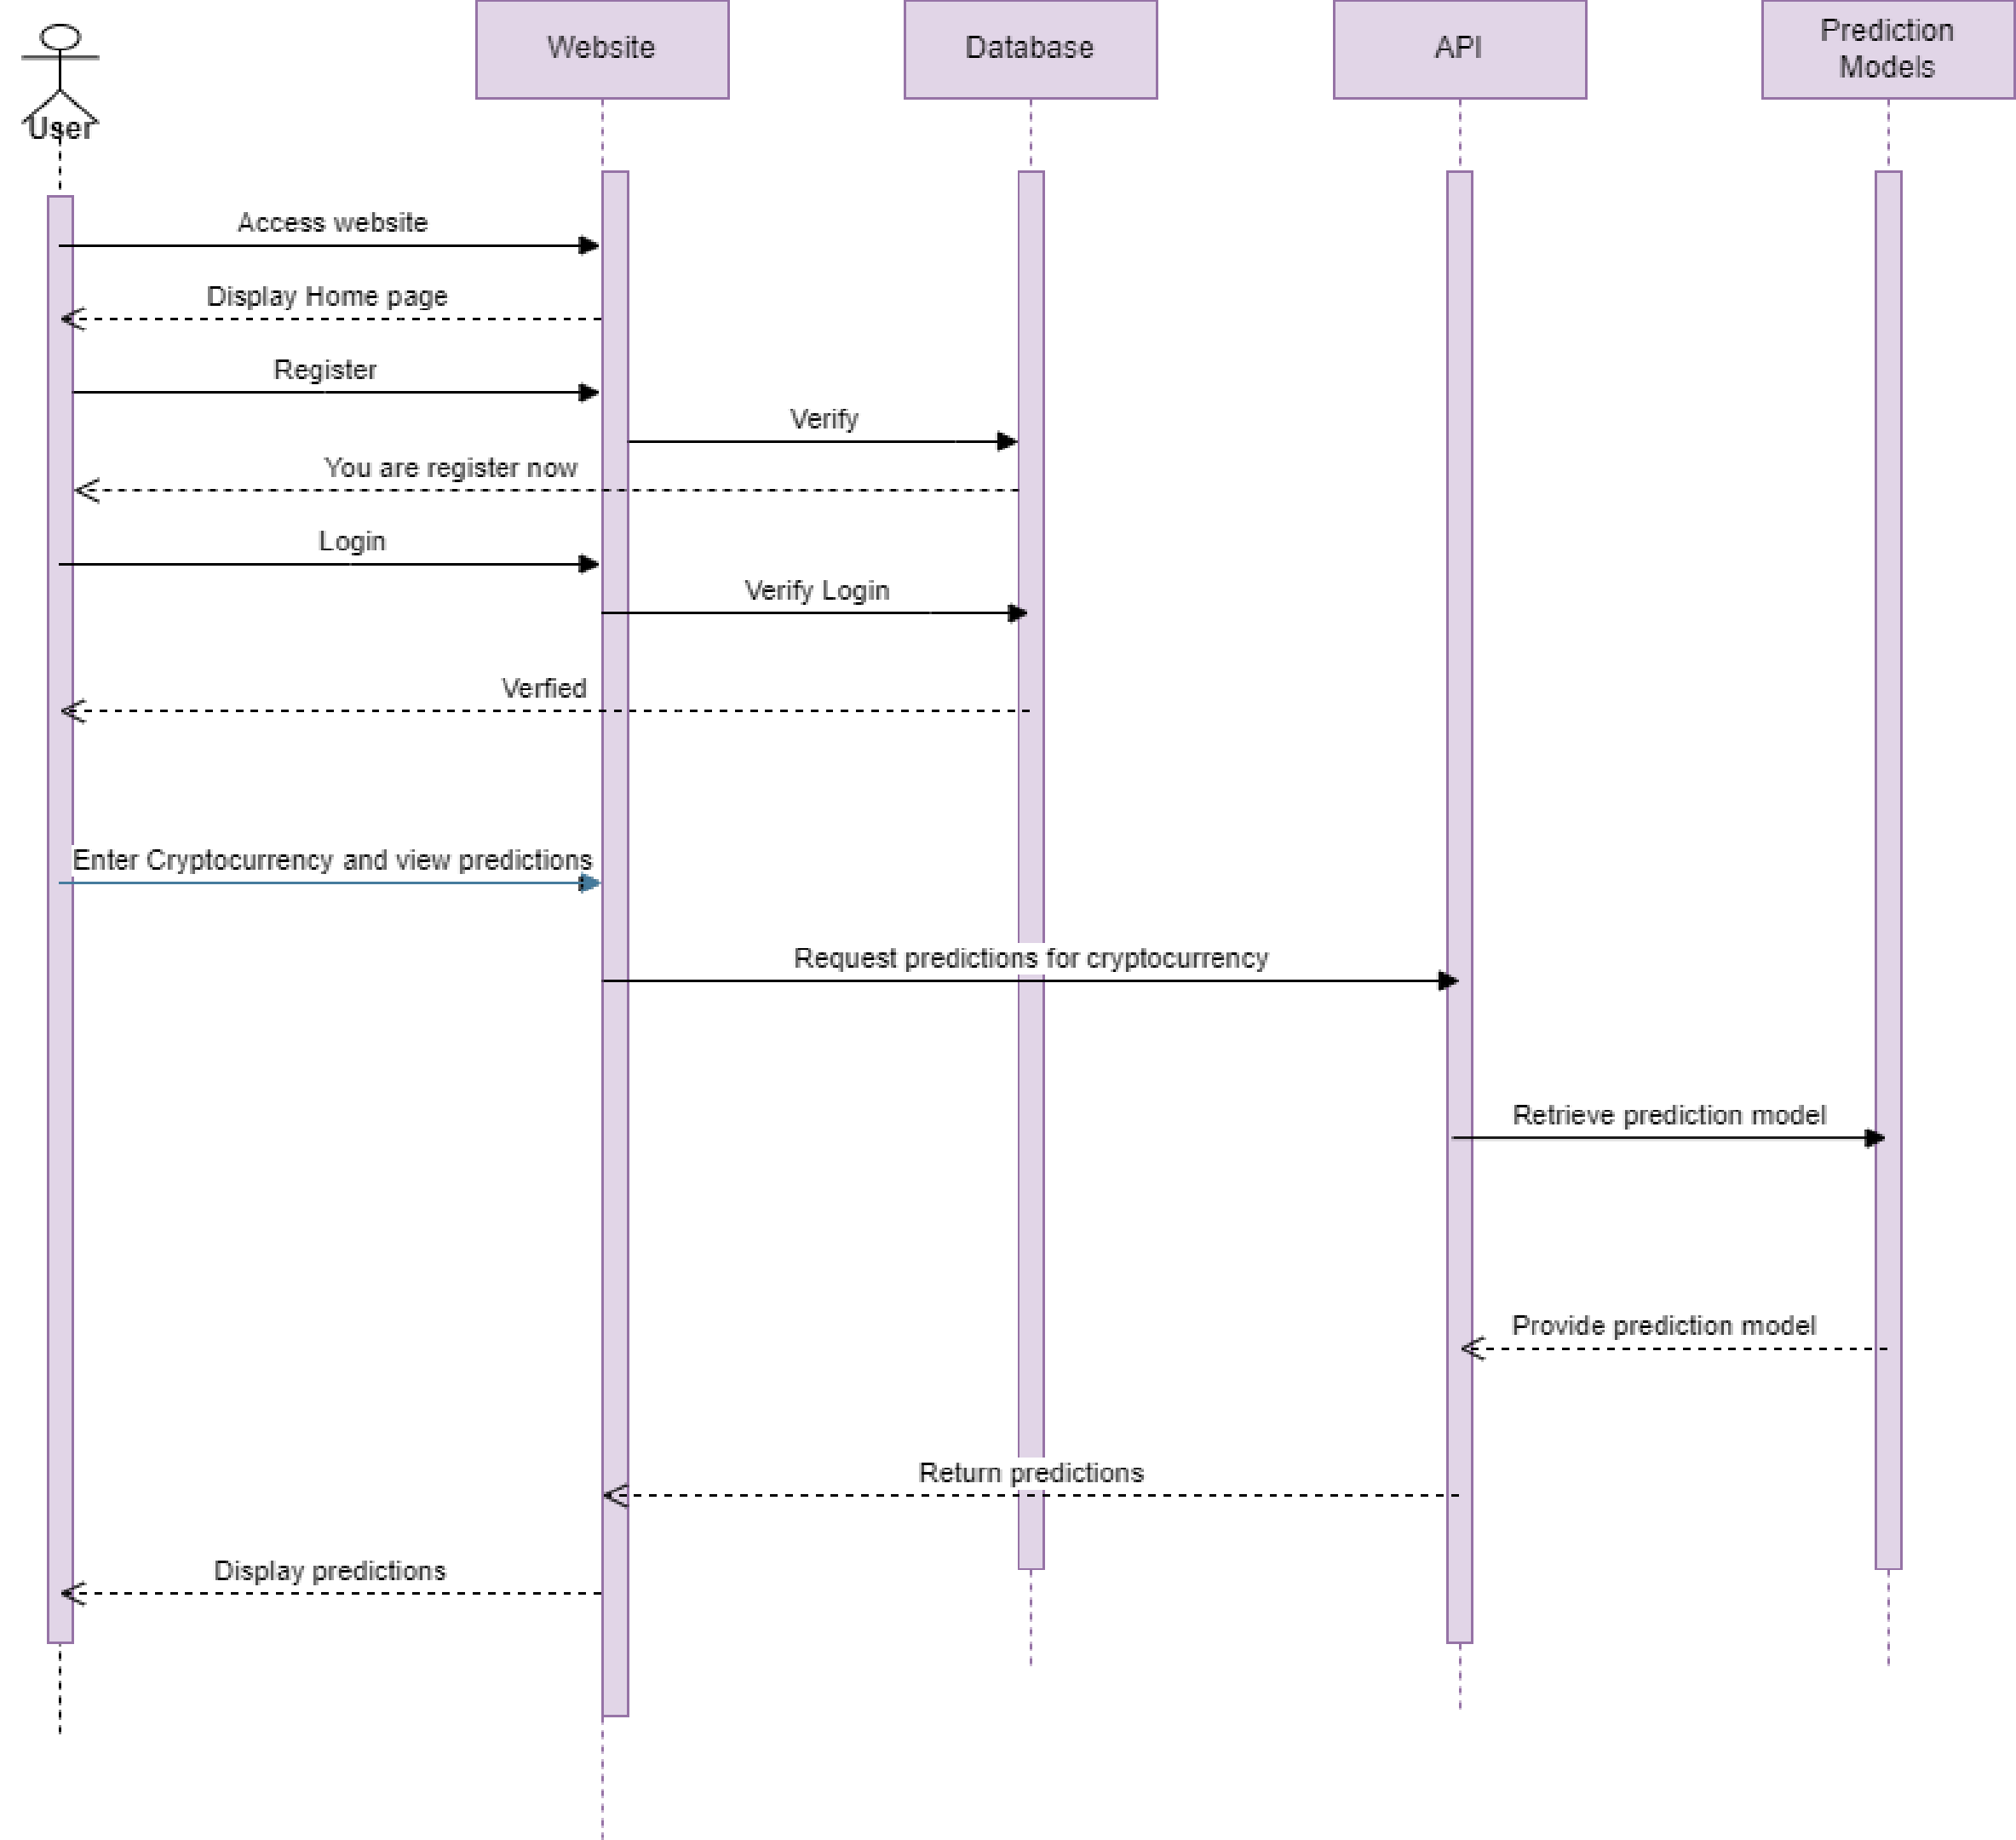 User
Website
Database
API
Prediction
Models
Access website
Display Home page
Register
Verify
You are register now
Login
Verify Login
Verfied
Enter Cryptocurrency and view predictions
Request predictions for cryptocurrency
Retrieve prediction model
Provide prediction model
Return predictions
Display predictions